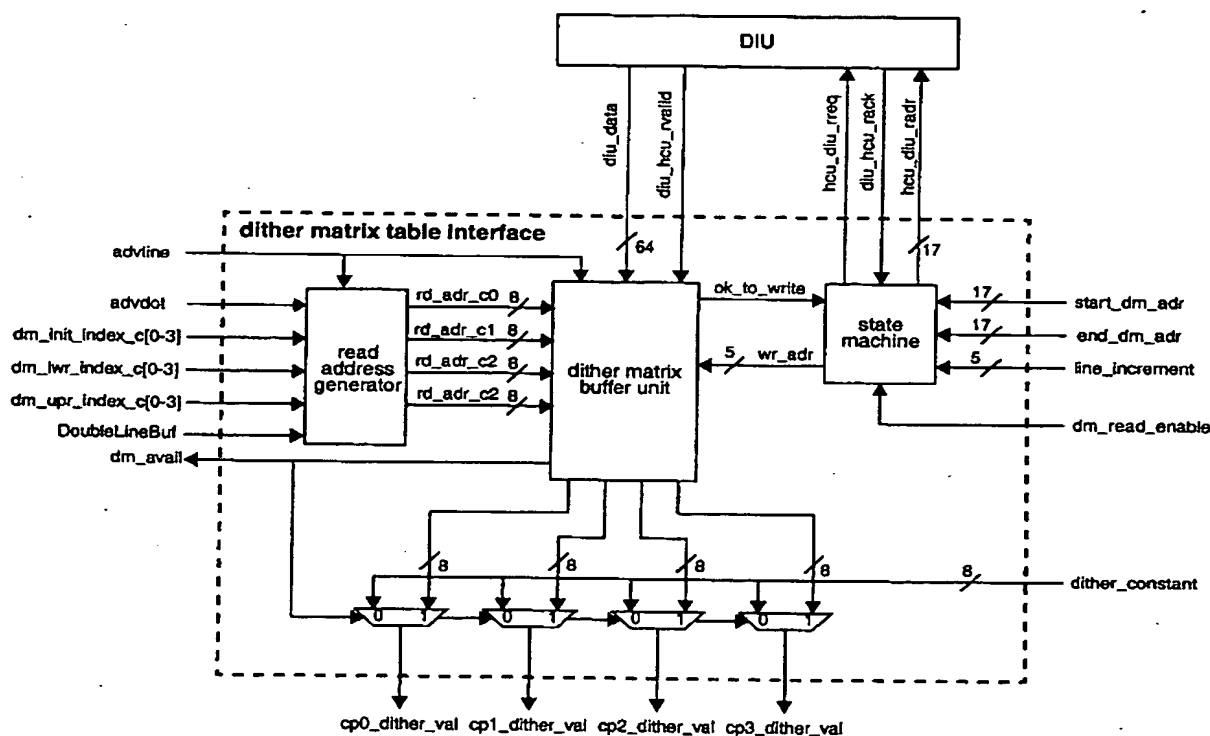 DIU
diu_data
diu_hcu_rvalid
hcu_diu_rreq
diu_hcu_rack
hcu_diu_radr
dither matrix table interface
64
17
advline
advdot
dm_init_index_c[0-3]
dm_lwr_index_c[0-3]
dm_upr_index_c[0-3]
DoubleLineBuf
dm_avail
read
address
generator
rd_adr_c0 8
rd_adr_c1 8
rd_adr_c2 8
rd_adr_c2 8
dither matrix
buffer unit
ok_to_write
5 wr_adr
state
machine
17 start_dm_adr
17 end_dm_adr
5 line_increment
dm_read_enable
8 8 8 8
8 dither_constant
0 1 0 1 0 1 0 1
cp0_dither_val cp1_dither_val cp2_dither_val cp3_dither_val